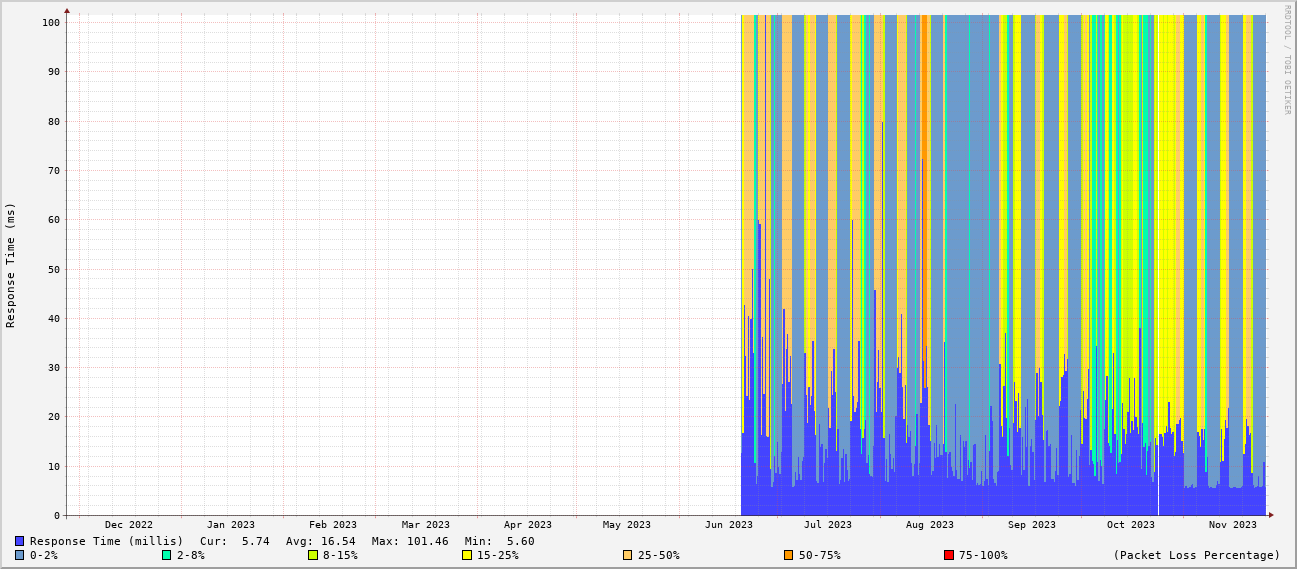 RRDTOOL / TOBI OETIKER
Response Time (ms)
100
90
80
70
60
50
40
30
20
10
0
Dec 2022 Jan 2023 Feb 2023 Mar 2023 Apr 2023 May 2023 Jun 2023 Jul 2023 Aug 2023 Sep 2023 Oct 2023 Nov 2023
Response Time (millis) Cur: 5.74 Avg: 16.54 Max: 101.46 Min: 5.60
0-2% 2-8% 8-15% 15-25% 25-50% 50-75% 75-100% (Packet Loss Percentage)